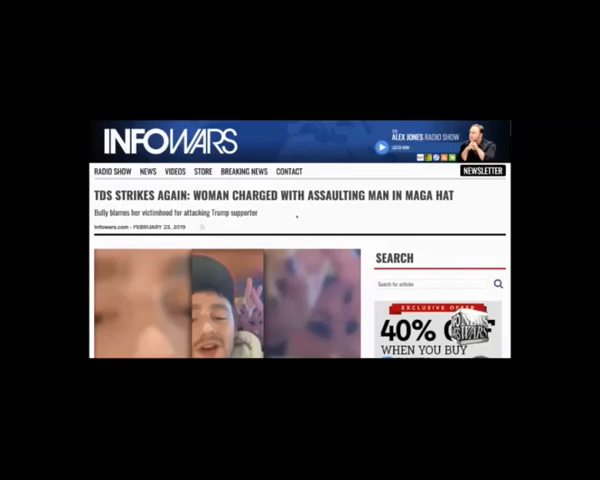 INFOWARS
THE
ALEX JONES RADIO SHOW
LISTEN NOW
RADIO SHOW NEWS VIDEOS STORE BREAKING NEWS CONTACT
NEWSLETTER
TDS STRIKES AGAIN: WOMAN CHARGED WITH ASSAULTING MAN IN MAGA HAT
Bully blames her victimhood for attacking Trump supporter
Infowars.com - FEBRUARY 23, 2019
SEARCH
Search for articles
EXCLUSIVE OFFER
40%
WARS
WHEN YOU BUY